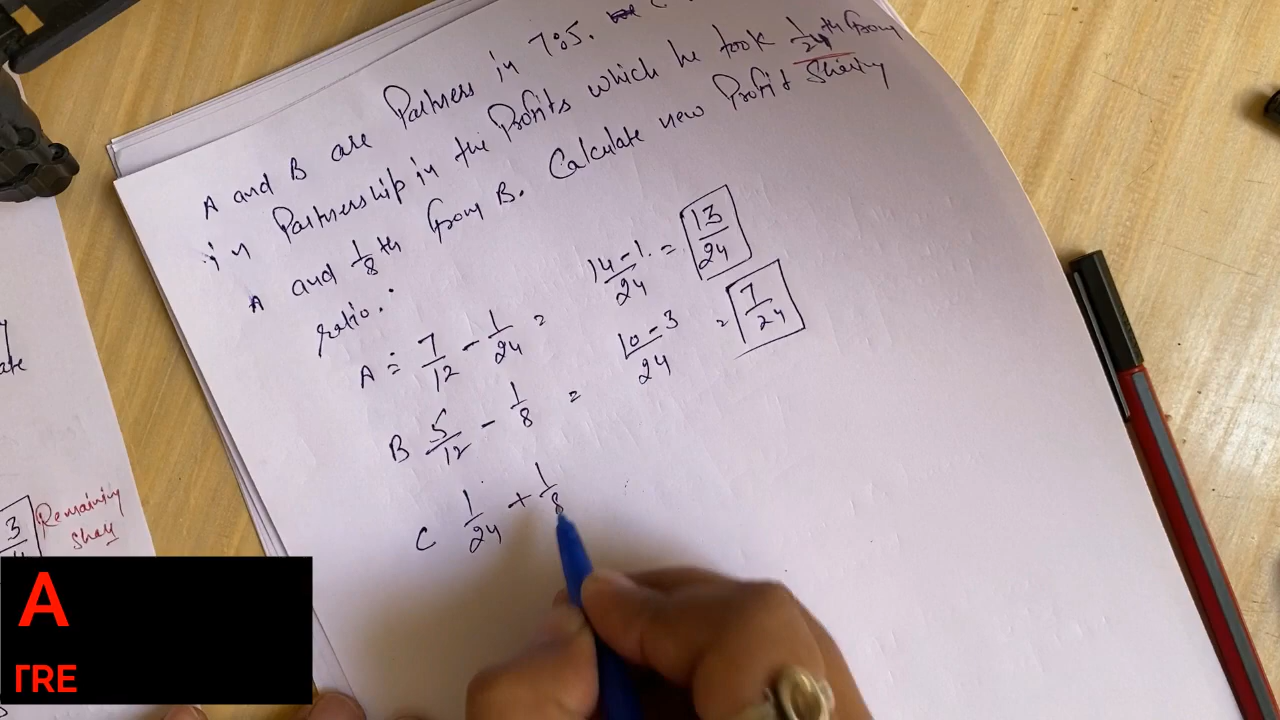 A and B are Partners in 7:5. C
in Partnership in the Profits which he took 1/24th from
A and 1/8th from B. Calculate new Profit Sharing
ratio.
A = 7/12 - 1/24 = 14-1/24 = 13/24
B 5/12 - 1/8 = 10-3/24 = 7/24
C 1/24 + 1/8
3
Remaining
Share
A
TRE